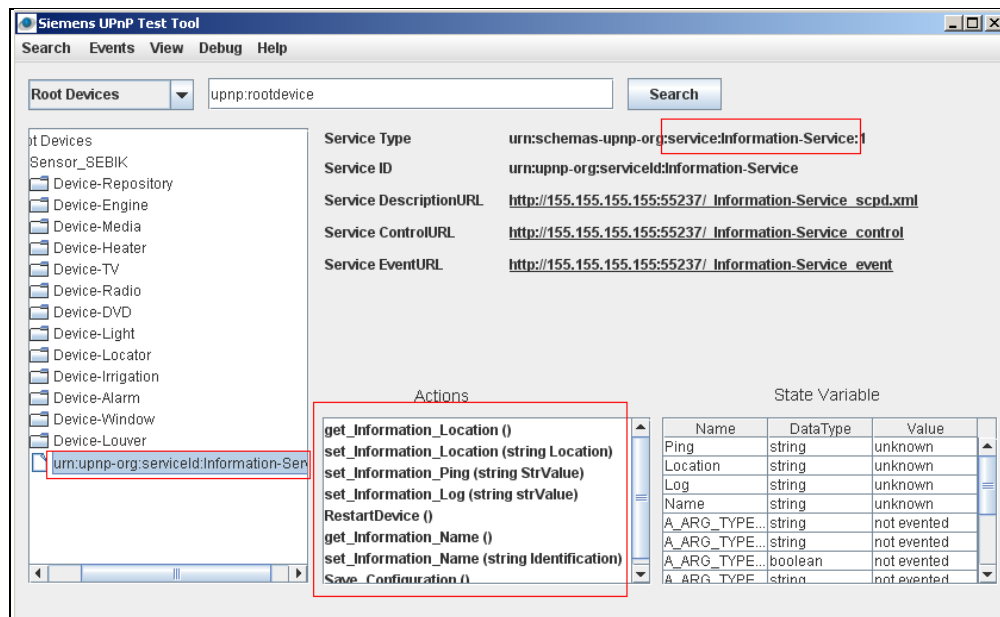 Siemens UPnP Test Tool
Search Events View Debug Help
Root Devices
upnp:rootdevice
Search
ot Devices
Sensor_SEBIK
Device-Repository
Device-Engine
Device-Media
Device-Heater
Device-TV
Device-Radio
Device-DVD
Device-Light
Device-Locator
Device-Irrigation
Device-Alarm
Device-Window
Device-Louver
urn:upnp-org:serviceId:Information-Serv
Service Type urn:schemas-upnp-org:service:Information-Service:1
Service ID urn:upnp-org:serviceId:Information-Service
Service DescriptionURL http://155.155.155.155:55237/_Information-Service_scpd.xml
Service ControlURL http://155.155.155.155:55237/_Information-Service_control
Service EventURL http://155.155.155.155:55237/_Information-Service_event
Actions
get_Information_Location ()
set_Information_Location (string Location)
set_Information_Ping (string StrValue)
set_Information_Log (string strValue)
RestartDevice ()
get_Information_Name ()
set_Information_Name (string Identification)
Save_Configuration ()
State Variable
Name DataType Value
Ping string unknown
Location string unknown
Log string unknown
Name string unknown
A_ARG_TYPE... string not evented
A_ARG_TYPE... string not evented
A_ARG_TYPE... boolean not evented
A_ARG_TYPE... string not evented